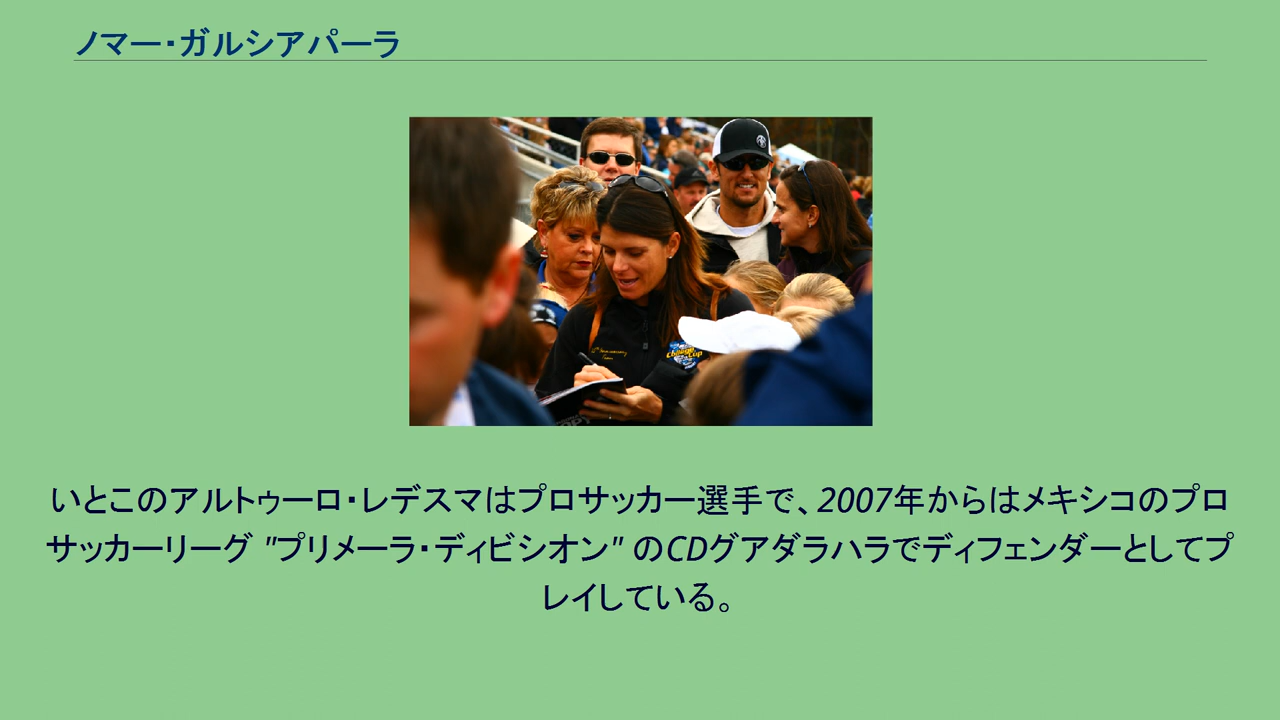 ノマー・ガルシアパーラ
College
Cup
いとこのアルトゥーロ・レデスマはプロサッカー選手で、2007年からはメキシコのプロ
サッカーリーグ "プリメーラ・ディビシオン" のCDグアダラハラでディフェンダーとしてプ
レイしている。